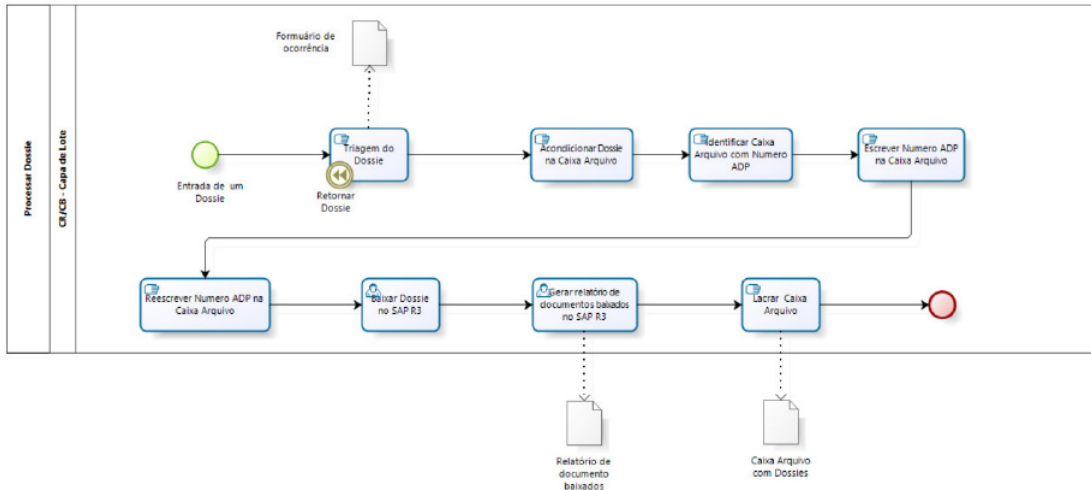 Processar Dossie
CR/CB - Capa de Lote
Formuário de
ocorrência
Triagem do
Dossie
Retornar
Dossie
Entrada de um
Dossie
Acondicionar Dossie
na Caixa Arquivo
Identificar Caixa
Arquivo com Numero
ADP
Escrever Numero ADP
na Caixa Arquivo
Reescrever Numero ADP na
Caixa Arquivo
Baixar Dossie
no SAP R3
Gerar relatório de
documentos baixados
no SAP R3
Lacrar Caixa
Arquivo
Relatório de
documento
baixados
Caixa Arquivo
com Dossies